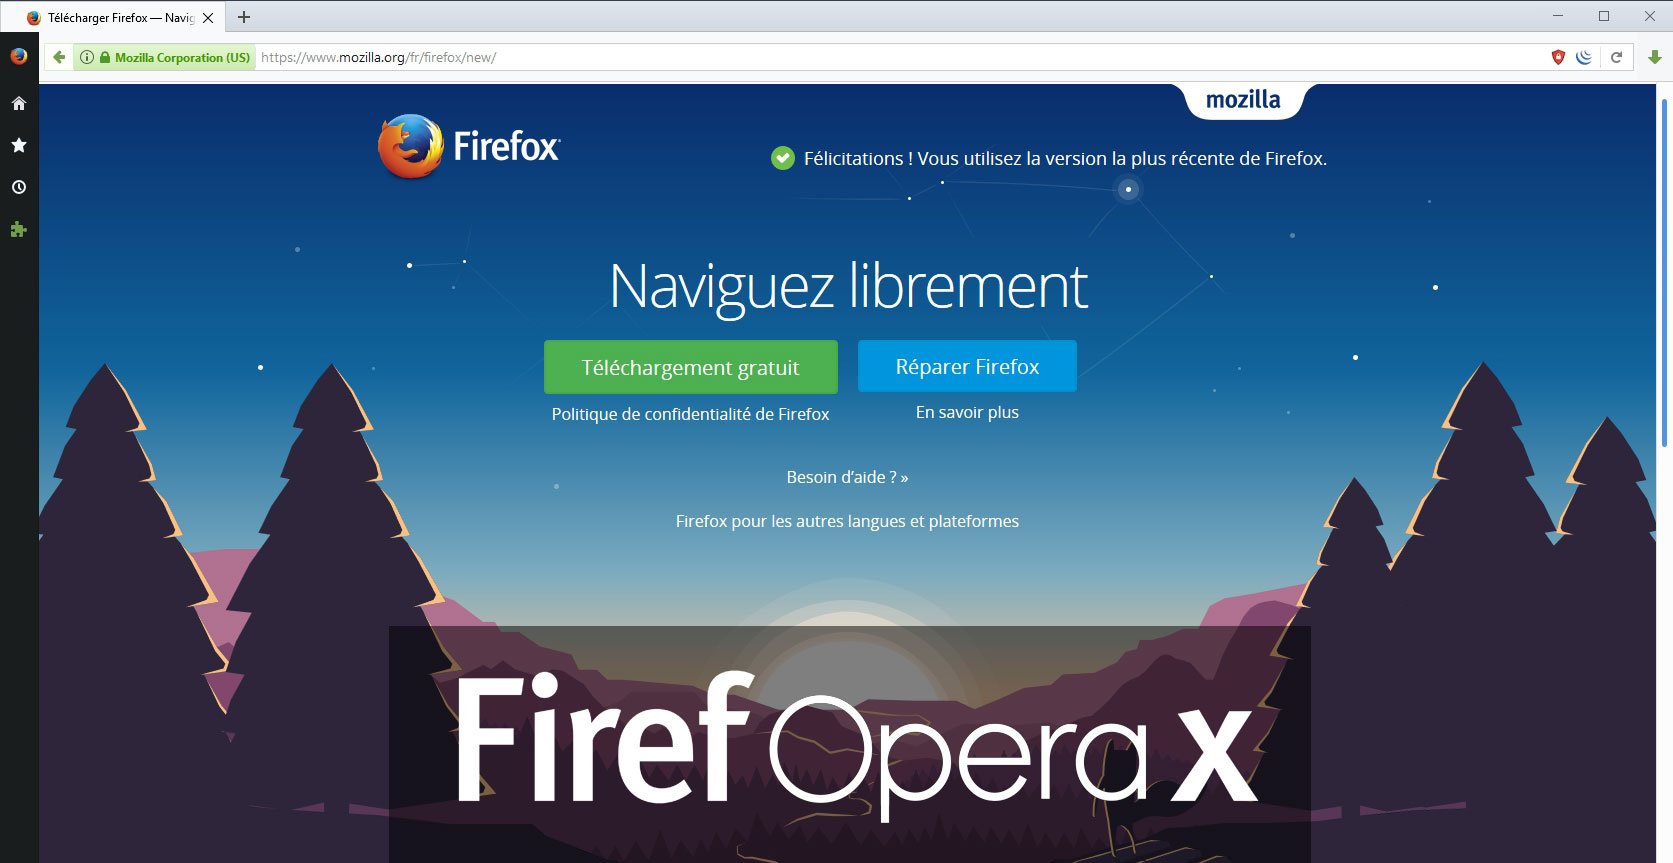 Télécharger Firefox — Navig
Mozilla Corporation (US) https://www.mozilla.org/fr/firefox/new/
mozilla
Firefox
Félicitations ! Vous utilisez la version la plus récente de Firefox.
Naviguez librement
Téléchargement gratuit
Réparer Firefox
Politique de confidentialité de Firefox
En savoir plus
Besoin d’aide ? »
Firefox pour les autres langues et plateformes
FirefOperax